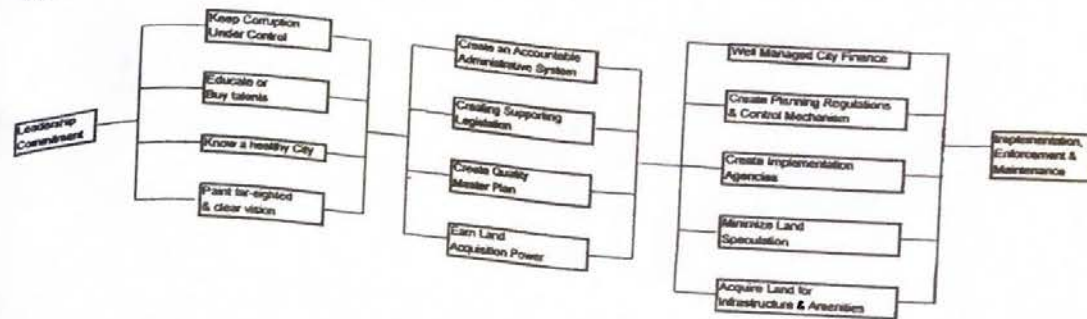 Leadership
Commitment
Keep Corruption
Under Control
Educate or
Buy talents
Know a healthy City
Paint far-sighted
& clear vision
Create an Accountable
Administrative System
Creating Supporting
Legislation
Create Quality
Master Plan
Earn Land
Acquisition Power
Well Managed City Finance
Create Planning Regulations
& Control Mechanism
Create Implementation
Agencies
Minimize Land
Speculation
Acquire Land for
Infrastructure & Amenities
Implementation,
Enforcement &
Maintenance